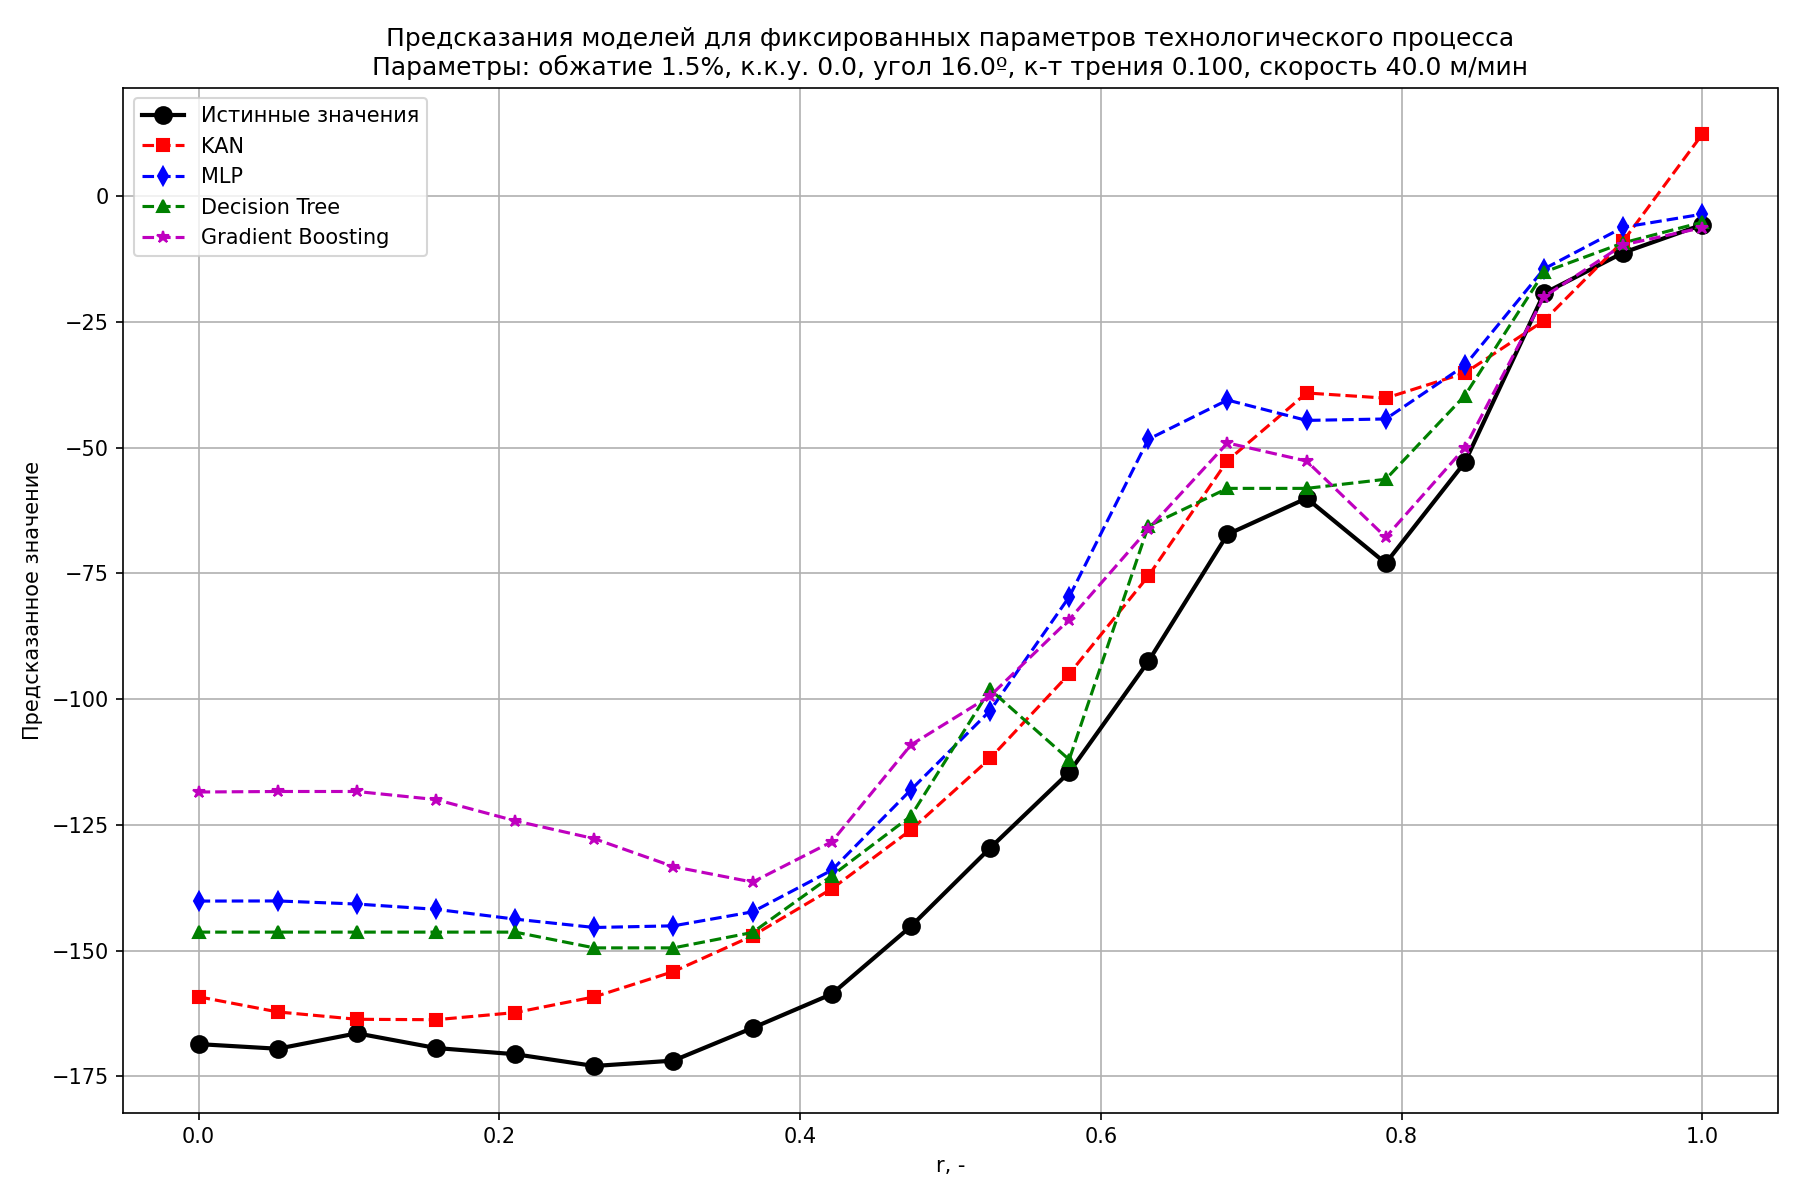 Предсказания моделей для фиксированных параметров технологического процесса
Параметры: обжатие 1.5%, к.к.у. 0.0, угол 16.0º, к-т трения 0.100, скорость 40.0 м/мин
Истинные значения
KAN
MLP
Decision Tree
Gradient Boosting
Предсказанное значение
0
−25
−50
−75
−100
−125
−150
−175
0.0 0.2 0.4 0.6 0.8 1.0
r, -